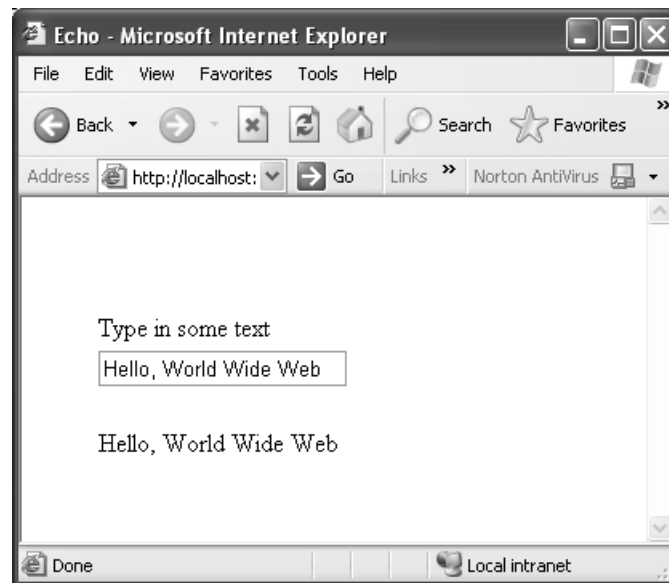 Echo - Microsoft Internet Explorer
File Edit View Favorites Tools Help
Back Search Favorites »
Address http://localhost: Go Links » Norton AntiVirus
Type in some text
Hello, World Wide Web
Hello, World Wide Web
Done Local intranet